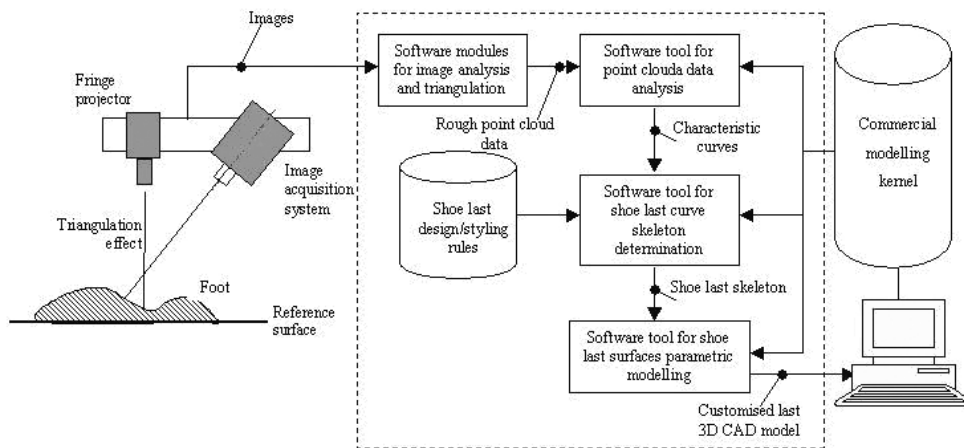 Images
Fringe
projector
Image
acquisition
system
Triangulation
effect
Foot
Reference
surface
Software modules
for image analysis
and triangulation
Rough point cloud
data
Software tool for
point clouda data
analysis
Characteristic
curves
Shoe last
design/styling
rules
Software tool for
shoe last curve
skeleton
determination
Shoe last skeleton
Software tool for shoe
last surfaces parametric
modelling
Customised last
3D CAD model
Commercial
modelling
kernel